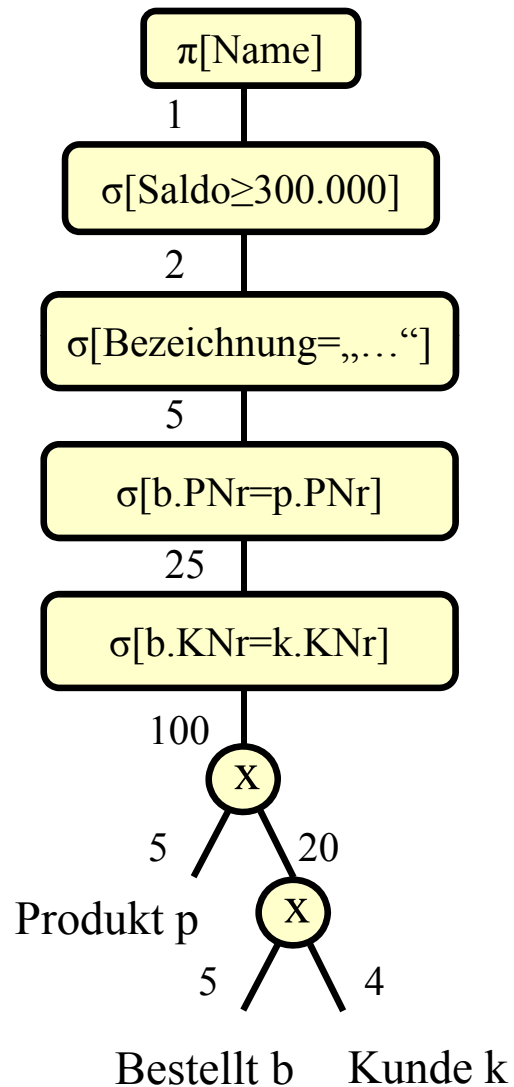 π[Name]
1
σ[Saldo≥300.000]
2
σ[Bezeichnung=„…“]
5
σ[b.PNr=p.PNr]
25
σ[b.KNr=k.KNr]
100
x
5 20
Produkt p x
5 4
Bestellt b Kunde k